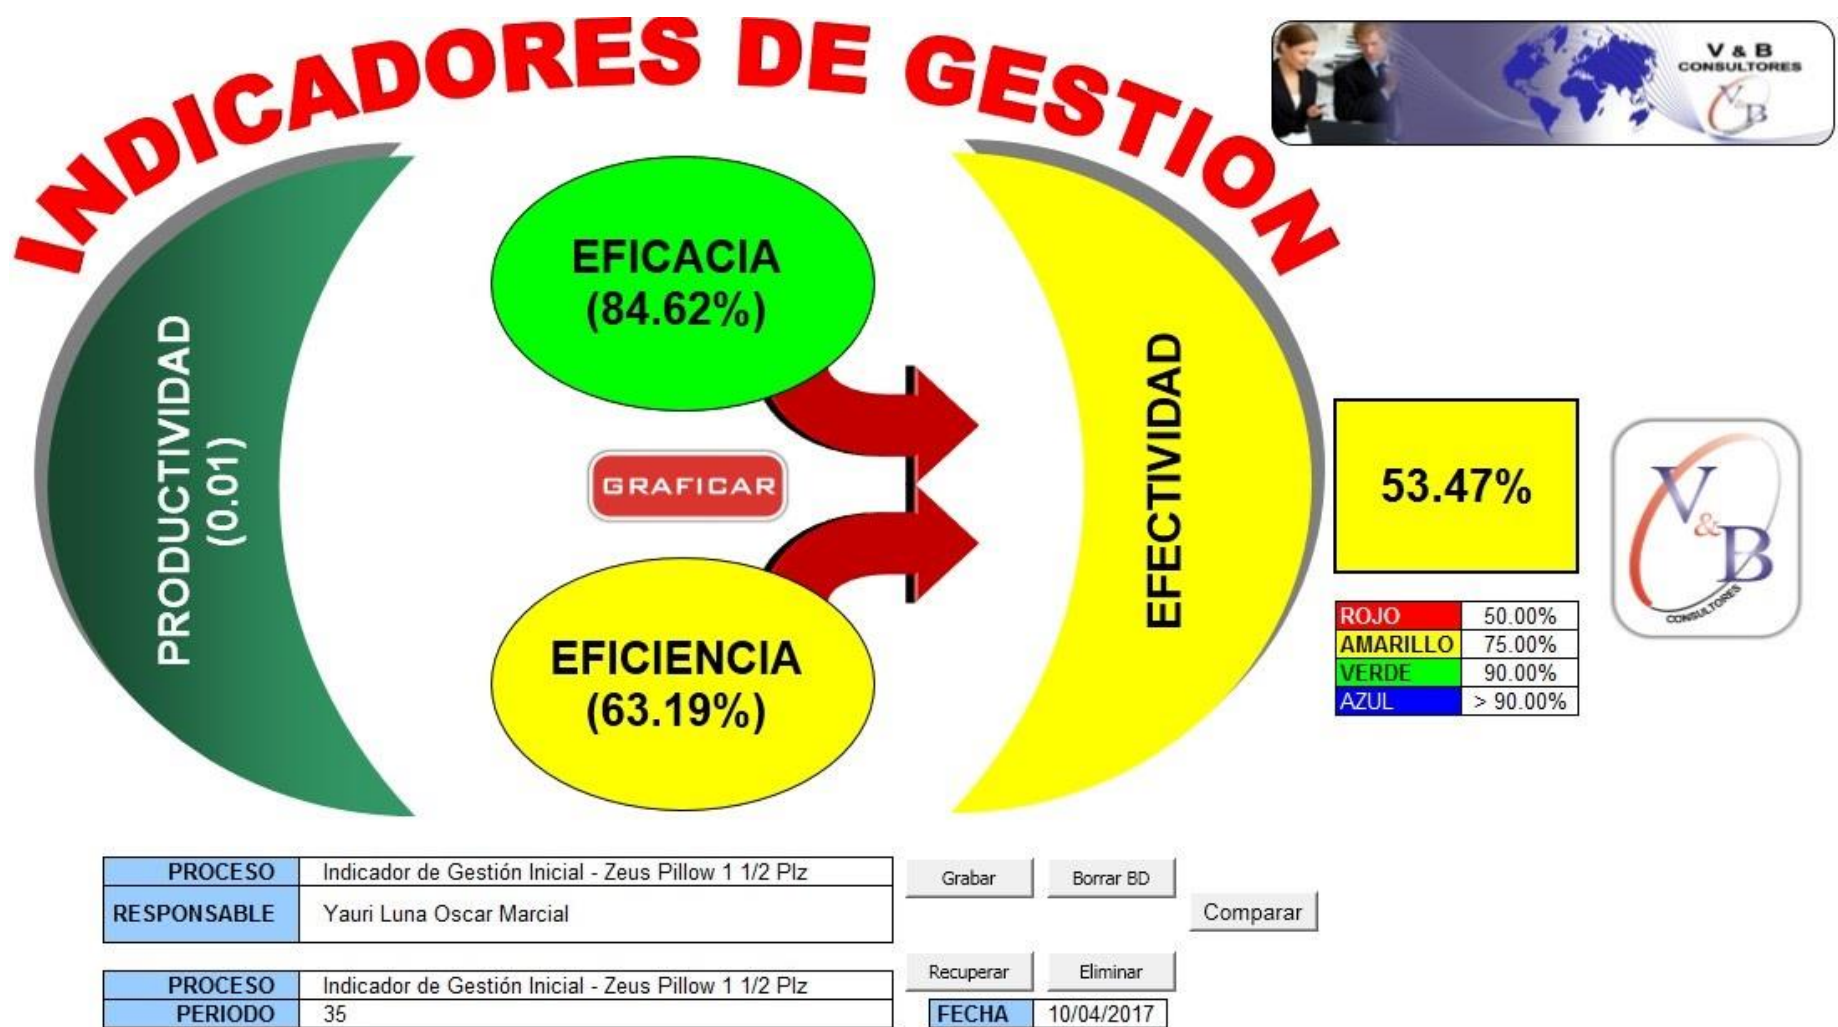 INDICADORES DE GESTION
V & B
CONSULTORES
V&B
PRODUCTIVIDAD
(0.01)
EFICACIA
(84.62%)
GRAFICAR
EFICIENCIA
(63.19%)
EFECTIVIDAD
53.47%
V&B
CONSULTORES
ROJO 50.00%
AMARILLO 75.00%
VERDE 90.00%
AZUL > 90.00%
PROCESO Indicador de Gestión Inicial - Zeus Pillow 1 1/2 Plz
RESPONSABLE Yauri Luna Oscar Marcial
Grabar Borrar BD
Comparar
Recuperar Eliminar
PROCESO Indicador de Gestión Inicial - Zeus Pillow 1 1/2 Plz
PERIODO 35
FECHA 10/04/2017